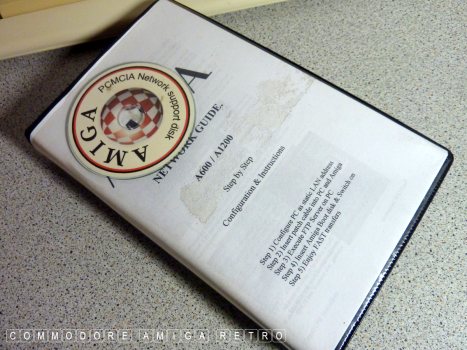 PCMCIA Network support disk
AMIGA
A
NETWORK GUIDE..
A600 / A1200
Step by Step
Configuration & Instructions
Step 1) Configure PC as static LAN address
Step 2) Insert patch cable into PC and Amiga
Step 3) Execute FTP Server on PC
Step 4) Insert Amiga Boot disk & Switch on
Step 5) Enjoy FAST transfers
COMMODORE AMIGA RETRO